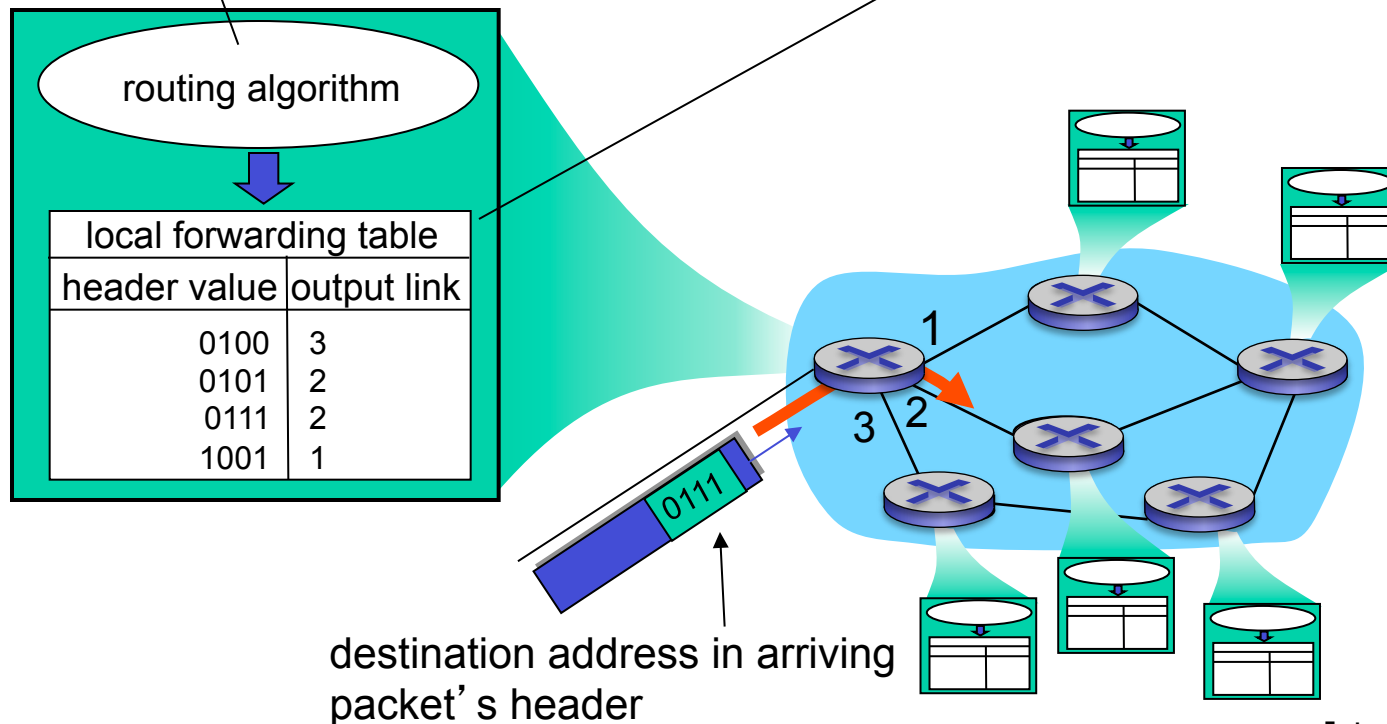 routing algorithm
local forwarding table
header value output link
0100 3
0101 2
0111 2
1001 1
1
2
3
0111
destination address in arriving
packet’s header